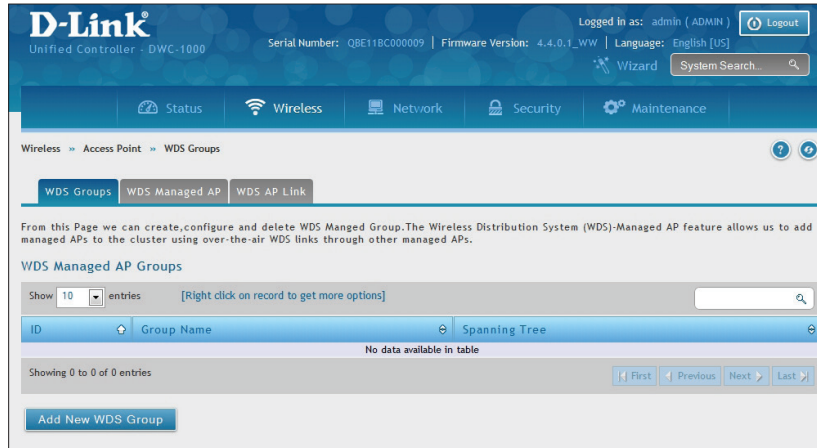 D-Link®
Logged in as: admin ( ADMIN )
Logout
Unified Controller - DWC-1000
Serial Number: QBE11BC000009 | Firmware Version: 4.4.0.1_WW | Language: English [US]
Wizard
System Search...
Status
Wireless
Network
Security
Maintenance
Wireless » Access Point » WDS Groups
?
WDS Groups
WDS Managed AP
WDS AP Link
From this Page we can create,configure and delete WDS Manged Group.The Wireless Distribution System (WDS)-Managed AP feature allows us to add
managed APs to the cluster using over-the-air WDS links through other managed APs.
WDS Managed AP Groups
Show 10 entries
[Right click on record to get more options]
ID
Group Name
Spanning Tree
No data available in table
Showing 0 to 0 of 0 entries
First
Previous
Next
Last
Add New WDS Group